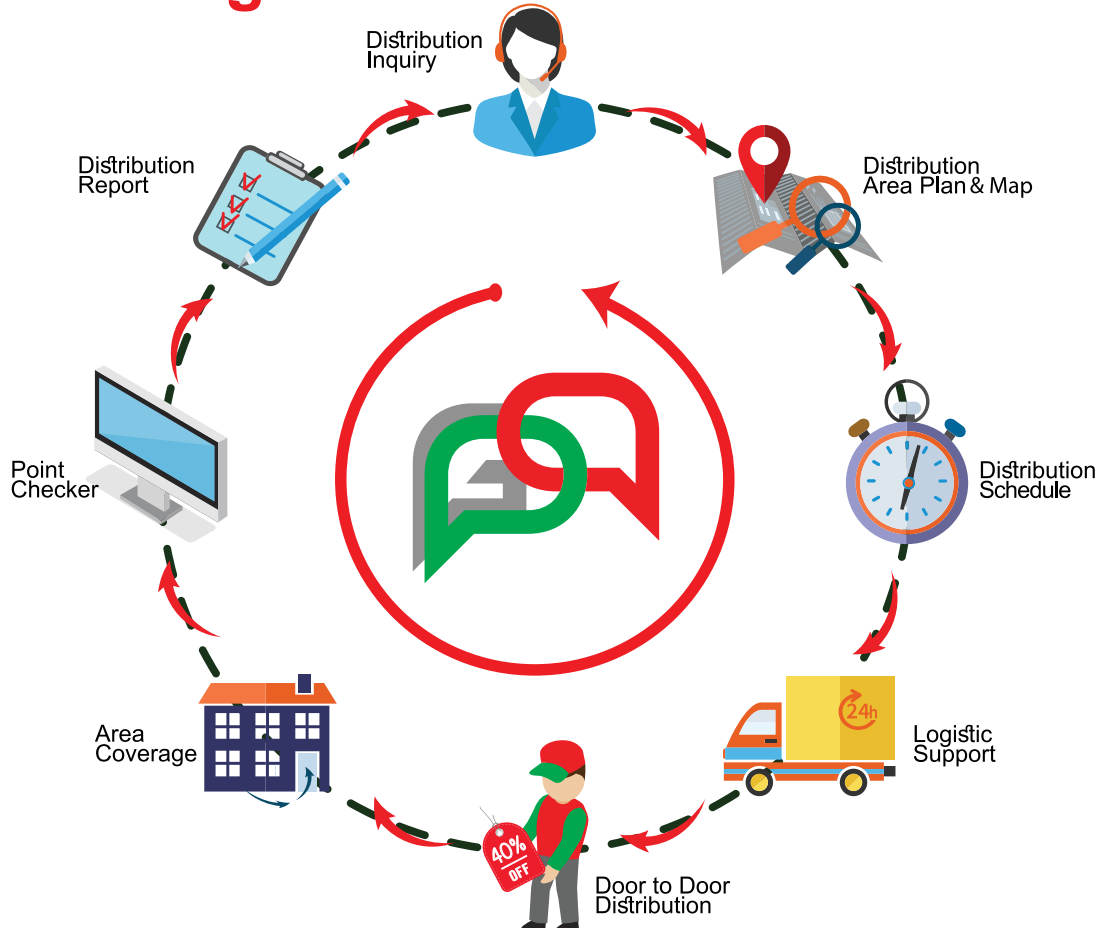 Distribution
Inquiry
Distribution
Area Plan & Map
Distribution
Schedule
Logistic
Support
24h
Door to Door
Distribution
40%
OFF
Area
Coverage
Point
Checker
Distribution
Report